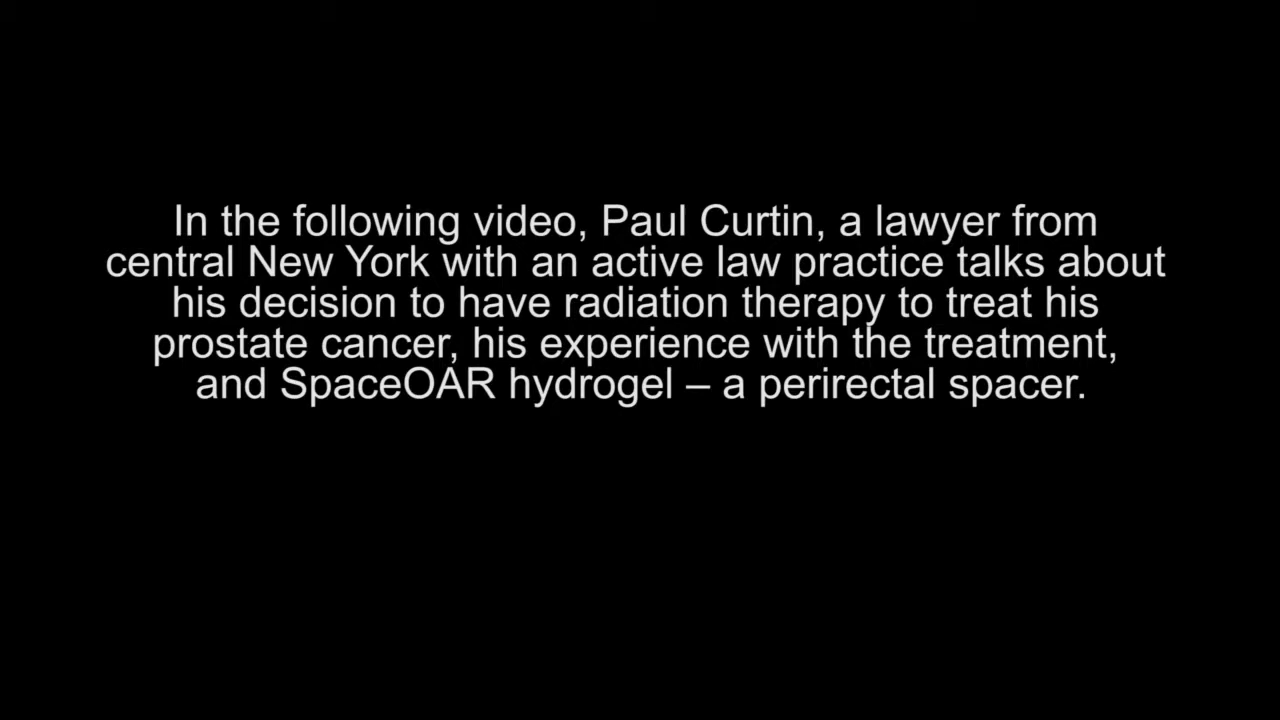 In the following video, Paul Curtin, a lawyer from
central New York with an active law practice talks about
his decision to have radiation therapy to treat his
prostate cancer, his experience with the treatment,
and SpaceOAR hydrogel – a perirectal spacer.